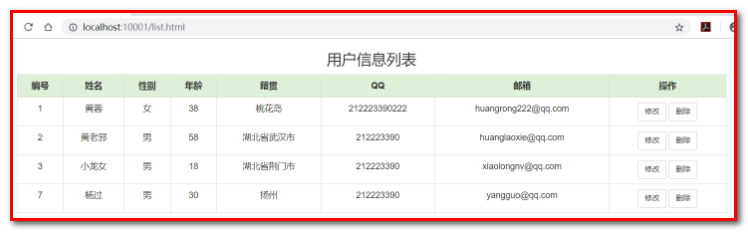 localhost:10001/list.html
用户信息列表
编号 姓名 性别 年龄 籍贯 QQ 邮箱 操作
1 黄蓉 女 38 桃花岛 212223390222 huangrong222@qq.com 修改 删除
2 黄老邪 男 58 湖北省武汉市 212223390 huanglaoxie@qq.com 修改 删除
3 小龙女 男 18 湖北省荆门市 212223390 xiaolongnv@qq.com 修改 删除
7 杨过 男 30 扬州 212223390 yangguo@qq.com 修改 删除